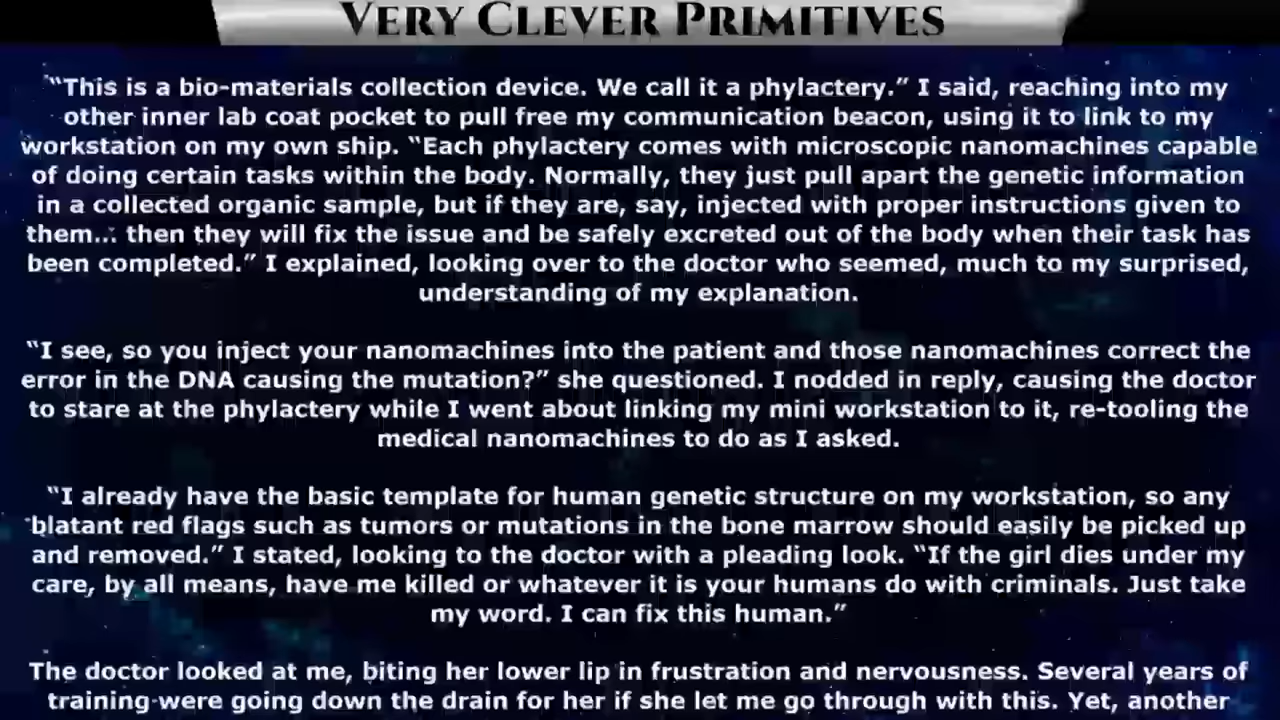 VERY CLEVER PRIMITIVES
“This is a bio-materials collection device. We call it a phylactery.” I said, reaching into my
other inner lab coat pocket to pull free my communication beacon, using it to link to my
workstation on my own ship. “Each phylactery comes with microscopic nanomachines capable
of doing certain tasks within the body. Normally, they just pull apart the genetic information
in a collected organic sample, but if they are, say, injected with proper instructions given to
them... then they will fix the issue and be safely excreted out of the body when their task has
been completed.” I explained, looking over to the doctor who seemed, much to my surprised,
understanding of my explanation.
“I see, so you inject your nanomachines into the patient and those nanomachines correct the
error in the DNA causing the mutation?” she questioned. I nodded in reply, causing the doctor
to stare at the phylactery while I went about linking my mini workstation to it, re-tooling the
medical nanomachines to do as I asked.
“I already have the basic template for human genetic structure on my workstation, so any
blatant red flags such as tumors or mutations in the bone marrow should easily be picked up
and removed.” I stated, looking to the doctor with a pleading look. “If the girl dies under my
care, by all means, have me killed or whatever it is your humans do with criminals. Just take
my word. I can fix this human.”
The doctor looked at me, biting her lower lip in frustration and nervousness. Several years of
training were going down the drain for her if she let me go through with this. Yet, another